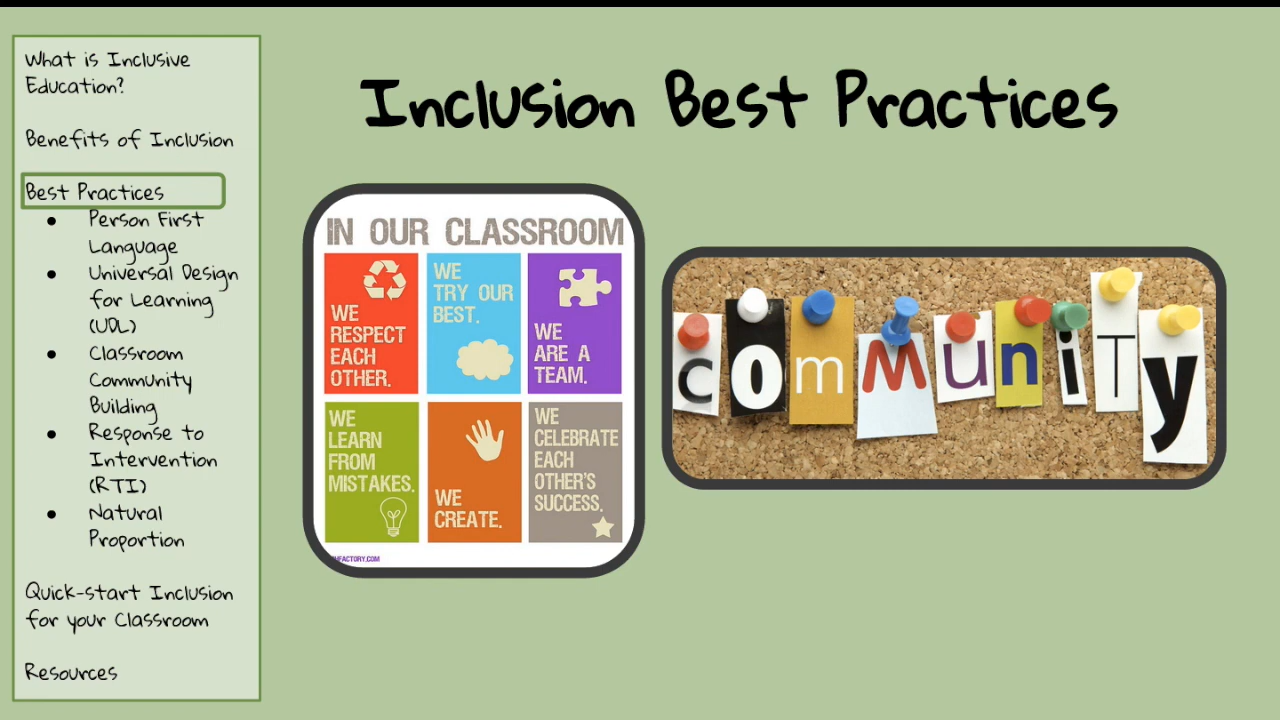 What is Inclusive
Education?
Benefits of Inclusion
Best Practices
● Person First
Language
● Universal Design
for Learning
(UDL)
● Classroom
Community
Building
● Response to
Intervention
(RTI)
● Natural
Proportion
Quick-start Inclusion
for your Classroom
Resources
Inclusion Best Practices
IN OUR CLASSROOM
WE
RESPECT
EACH
OTHER.
WE
TRY OUR
BEST.
WE
ARE A
TEAM.
WE
LEARN
FROM
MISTAKES.
WE
CREATE.
WE
CELEBRATE
EACH
OTHER'S
SUCCESS.
comMuniTy